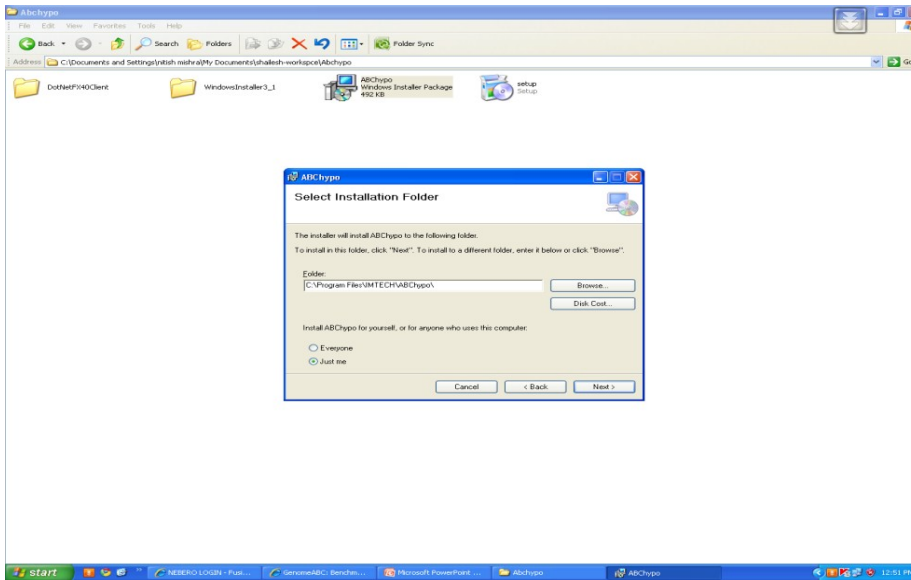 Abchypo
File Edit View Favorites Tools Help
Back Search Folders Folder Sync
Address C:\Documents and Settings\nitish mishra\My Documents\shailesh-workspce\Abchypo Go
DotNetFX40Client
WindowsInstaller3_1
ABChypo
Windows Installer Package
492 KB
setup
Setup
ABChypo
Select Installation Folder
The installer will install ABChypo to the following folder.
To install in this folder, click "Next". To install to a different folder, enter it below or click "Browse".
Folder:
C:\Program Files\IMTECH\ABChypo\
Browse...
Disk Cost...
Install ABChypo for yourself, or for anyone who uses this computer:
Everyone
Just me
Cancel < Back Next >
start NEBERO LOGIN - Fusi... GenomeABC: Benchm... Microsoft PowerPoint ... Abchypo ABChypo 12:51 PM